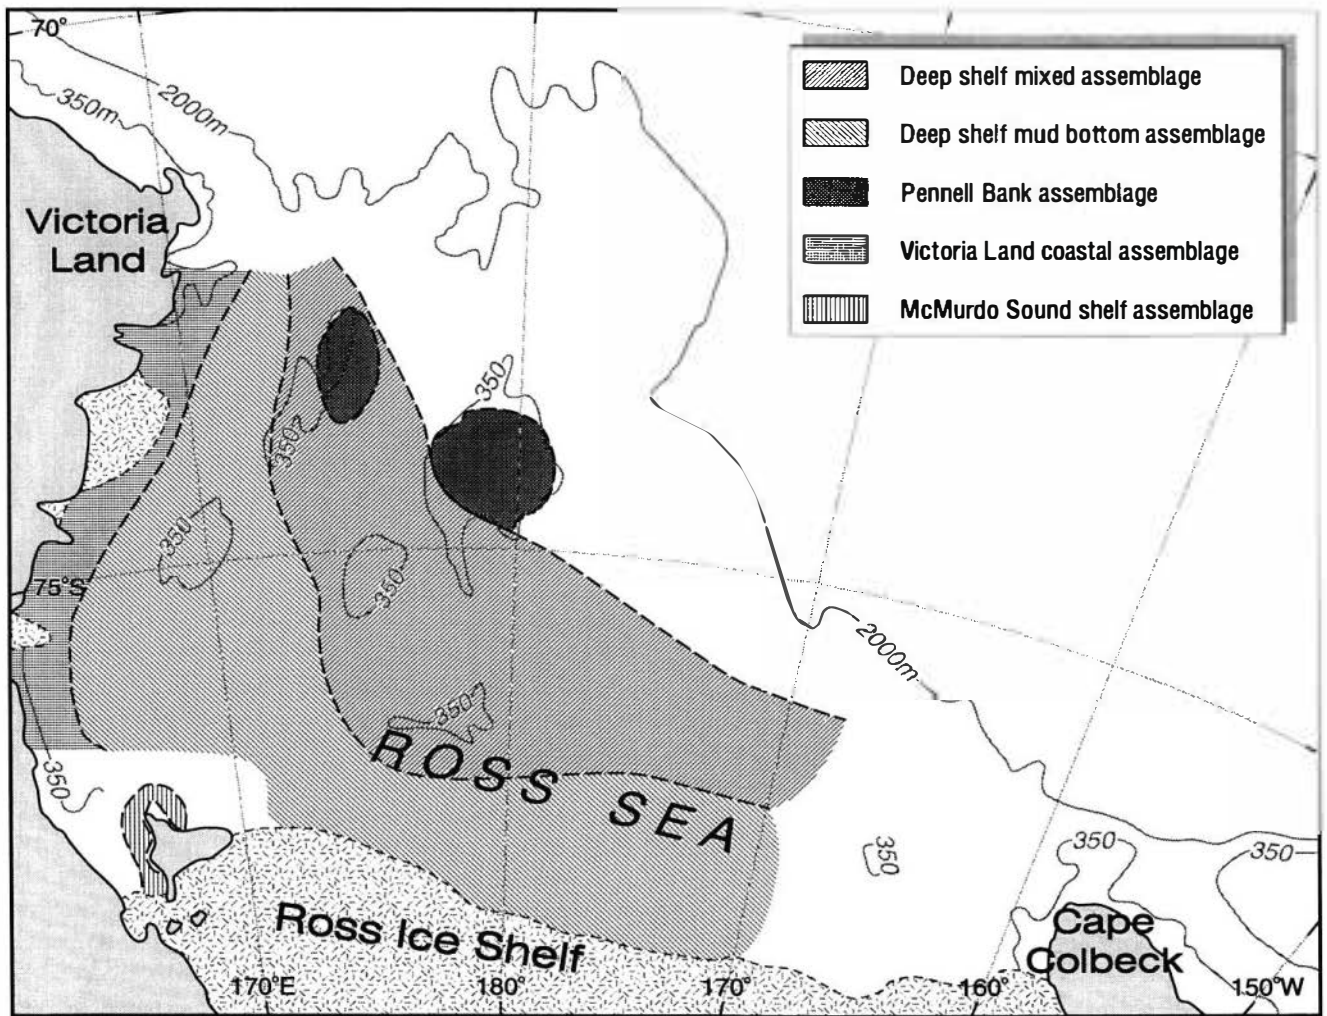 70°
2000m
350m
Deep shelf mixed assemblage
Deep shelf mud bottom assemblage
Pennell Bank assemblage
Victoria Land coastal assemblage
McMurdo Sound shelf assemblage
Victoria
Land
350
350
350
350
75°S
2000m
350
350
ROSS SEA
350
350
350
Ross Ice Shelf
Cape
Colbeck
170°E
180°
170°
160°
150°W